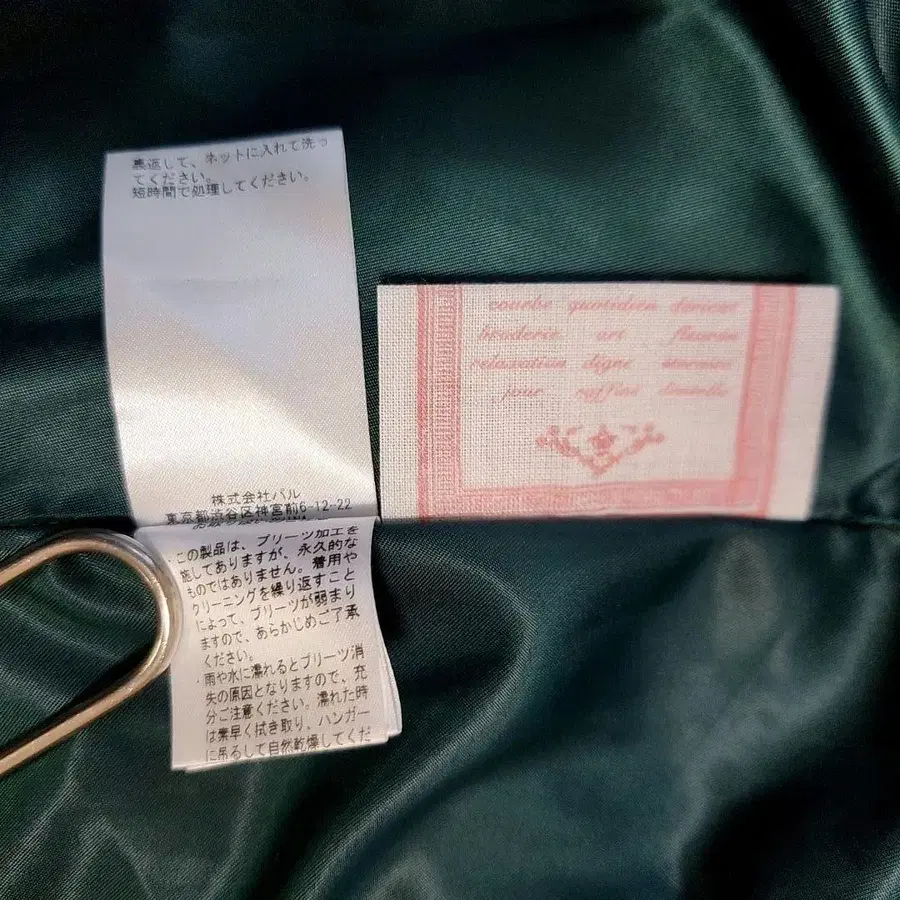 裏返して、ネットに入れて洗っ
てください。
短時間で処理してください。
株式会社パル
東京都渋谷区神宮前6-12-22
この製品は、プリーツ加工を
施してありますが、永久的な
ものではありません。着用や
クリーニングを繰り返すこと
によって、プリーツが弱まり
ますので、あらかじめご了承
ください。
雨や水に濡れるとプリーツ消
失の原因となりますので、充
分ご注意ください。濡れた時
は素早く拭き取り、ハンガー
に吊るして自然乾燥してくだ
courbe quotidien
broderie art
relaxation digne
jour raffiné